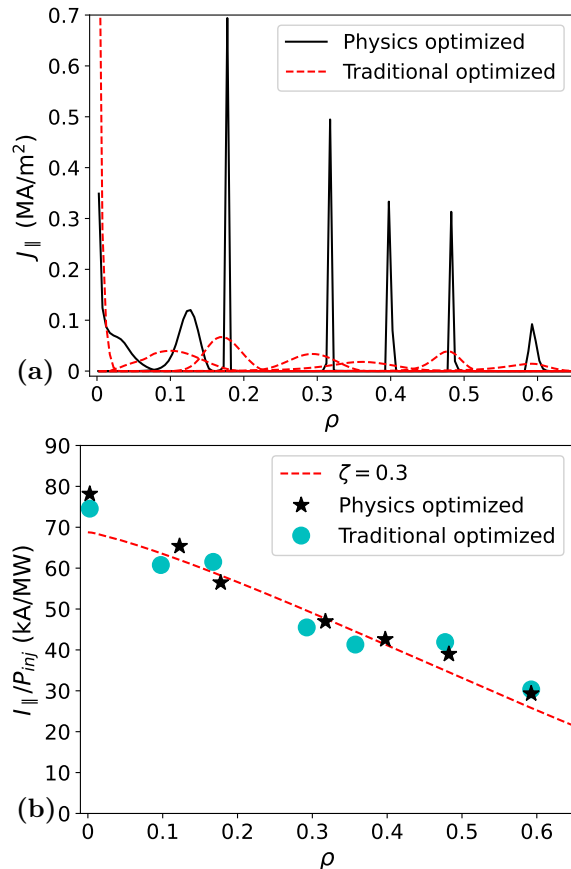 0.7
0.6
0.5
0.4
0.3
0.2
0.1
0
J∥ (MA/m²)
Physics optimized
Traditional optimized
(a)
0 0.1 0.2 0.3 0.4 0.5 0.6
ρ
90
80
70
60
50
40
30
20
10
0
I∥/Pinj (kA/MW)
ζ = 0.3
Physics optimized
Traditional optimized
(b)
0 0.1 0.2 0.3 0.4 0.5 0.6
ρ